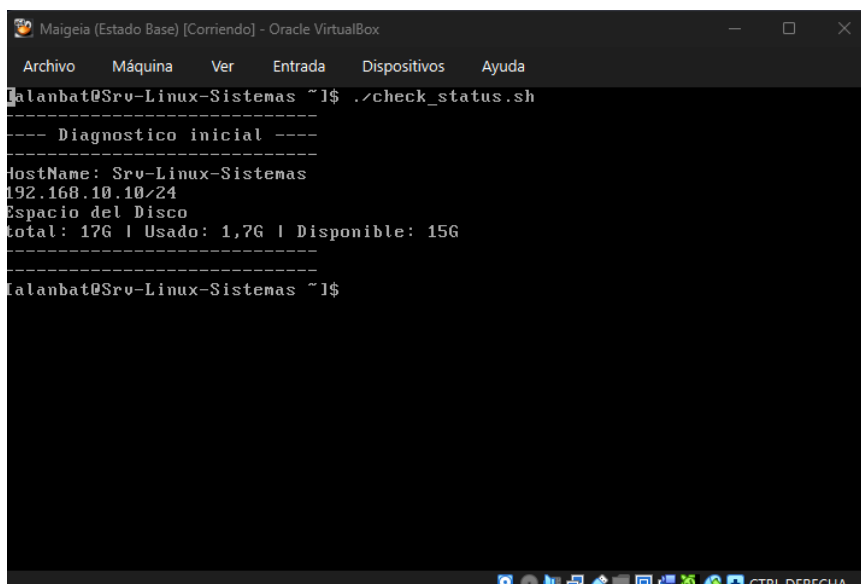 Maigeia (Estado Base) [Corriendo] - Oracle VirtualBox
Archivo Máquina Ver Entrada Dispositivos Ayuda
[alanbat@Srv-Linux-Sistemas ~]$ ./check_status.sh
------------------------------
---- Diagnostico inicial ----
------------------------------
HostName: Srv-Linux-Sistemas
192.168.10.10/24
Espacio del Disco
total: 17G | Usado: 1,7G | Disponible: 15G
------------------------------
------------------------------
[alanbat@Srv-Linux-Sistemas ~]$
CTRL DERECHA